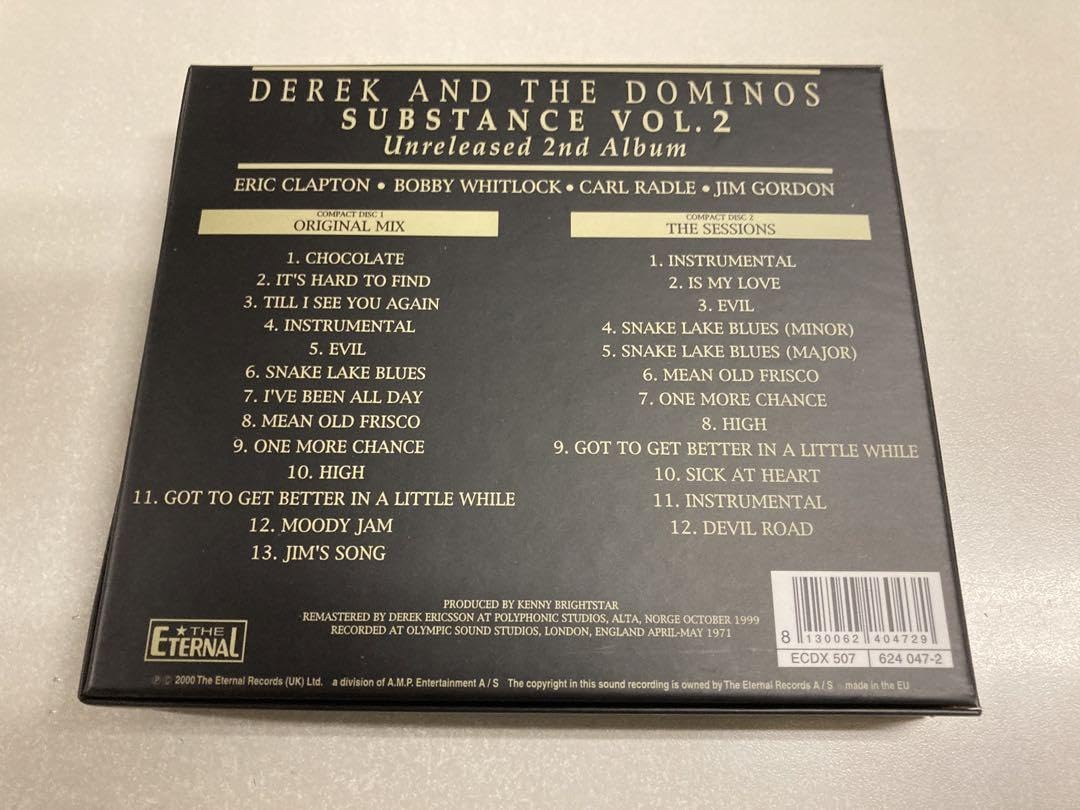 DEREK AND THE DOMINOS
SUBSTANCE VOL. 2
Unreleased 2nd Album
ERIC CLAPTON • BOBBY WHITLOCK • CARL RADLE • JIM GORDON
COMPACT DISC 1
ORIGINAL MIX
1. CHOCOLATE
2. IT'S HARD TO FIND
3. TILL I SEE YOU AGAIN
4. INSTRUMENTAL
5. EVIL
6. SNAKE LAKE BLUES
7. I'VE BEEN ALL DAY
8. MEAN OLD FRISCO
9. ONE MORE CHANCE
10. HIGH
11. GOT TO GET BETTER IN A LITTLE WHILE
12. MOODY JAM
13. JIM'S SONG
COMPACT DISC 2
THE SESSIONS
1. INSTRUMENTAL
2. IS MY LOVE
3. EVIL
4. SNAKE LAKE BLUES (MINOR)
5. SNAKE LAKE BLUES (MAJOR)
6. MEAN OLD FRISCO
7. ONE MORE CHANCE
8. HIGH
9. GOT TO GET BETTER IN A LITTLE WHILE
10. SICK AT HEART
11. INSTRUMENTAL
12. DEVIL ROAD
PRODUCED BY KENNY BRIGHTSTAR
REMASTERED BY DEREK ERICSSON AT POLYPHONIC STUDIOS, ALTA, NORGE OCTOBER 1999
RECORDED AT OLYMPIC SOUND STUDIOS, LONDON, ENGLAND APRIL-MAY 1971
THE
ETERNAL
8 130062 404729
ECDX 507 624 047-2
℗ © 2000 The Eternal Records (UK) Ltd. a division of A.M.P. Entertainment A / S The copyright in this sound recording is owned by The Eternal Records A / S made in the EU